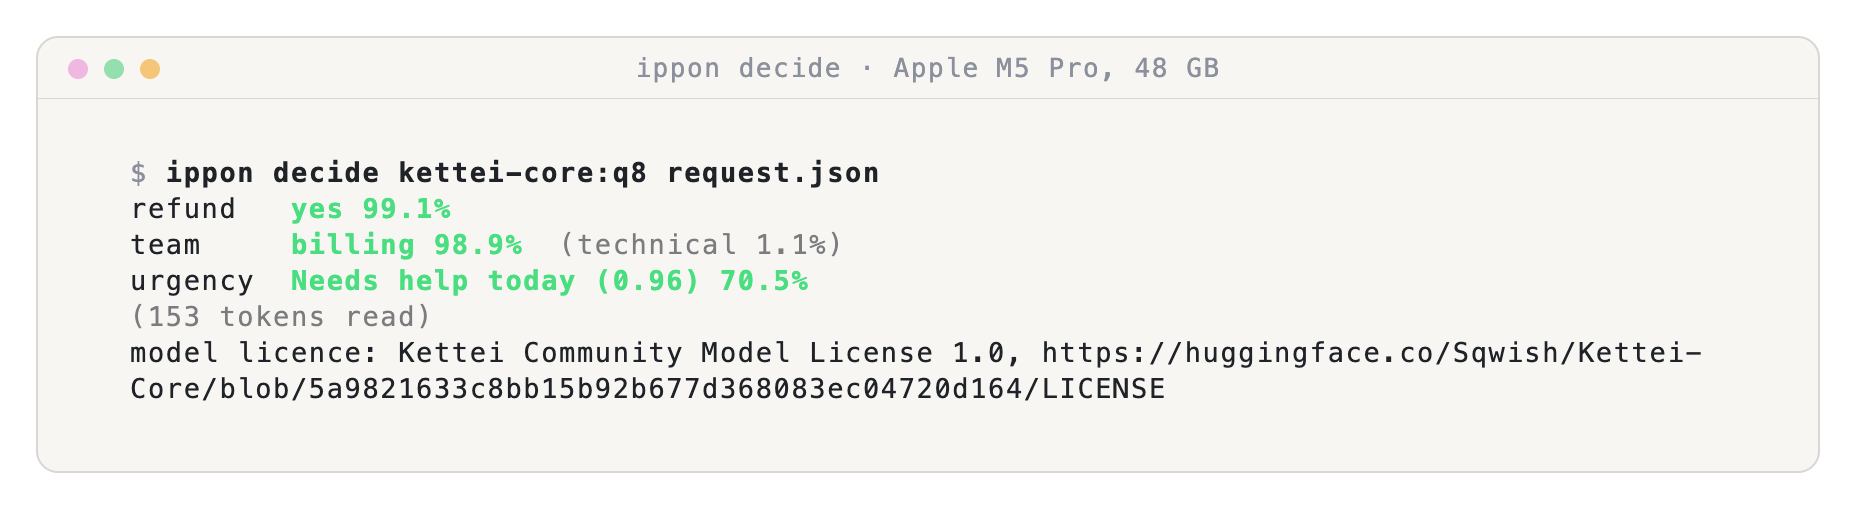 ippon decide · Apple M5 Pro, 48 GB
$ ippon decide kettei-core:q8 request.json
refund   yes 99.1%
team     billing 98.9%  (technical 1.1%)
urgency  Needs help today (0.96) 70.5%
(153 tokens read)
model licence: Kettei Community Model License 1.0, https://huggingface.co/Sqwish/Kettei-
Core/blob/5a9821633c8bb15b92b677d368083ec04720d164/LICENSE